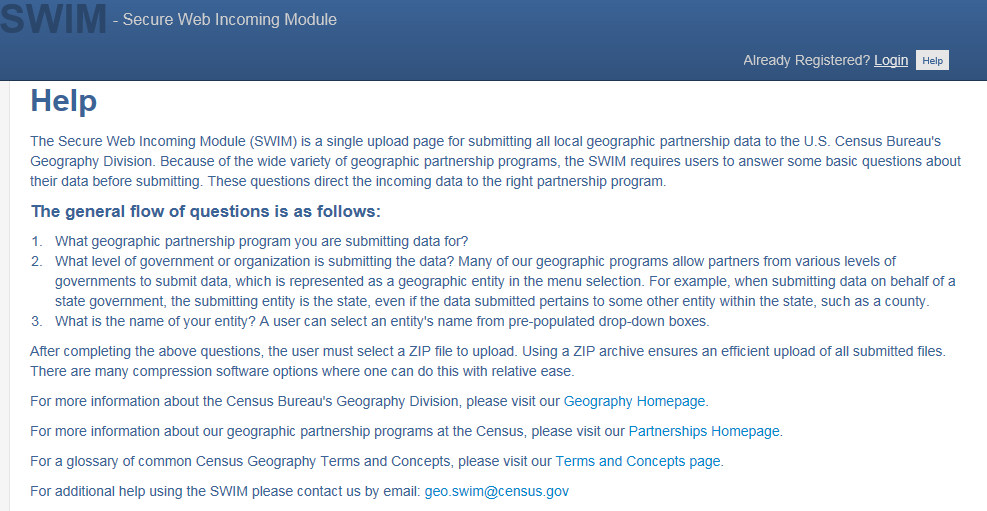 SWIM - Secure Web Incoming Module
Already Registered? Login Help
Help
The Secure Web Incoming Module (SWIM) is a single upload page for submitting all local geographic partnership data to the U.S. Census Bureau's
Geography Division. Because of the wide variety of geographic partnership programs, the SWIM requires users to answer some basic questions about
their data before submitting. These questions direct the incoming data to the right partnership program.
The general flow of questions is as follows:
1. What geographic partnership program you are submitting data for?
2. What level of government or organization is submitting the data? Many of our geographic programs allow partners from various levels of
governments to submit data, which is represented as a geographic entity in the menu selection. For example, when submitting data on behalf of a
state government, the submitting entity is the state, even if the data submitted pertains to some other entity within the state, such as a county.
3. What is the name of your entity? A user can select an entity's name from pre-populated drop-down boxes.
After completing the above questions, the user must select a ZIP file to upload. Using a ZIP archive ensures an efficient upload of all submitted files.
There are many compression software options where one can do this with relative ease.
For more information about the Census Bureau's Geography Division, please visit our Geography Homepage.
For more information about our geographic partnership programs at the Census, please visit our Partnerships Homepage.
For a glossary of common Census Geography Terms and Concepts, please visit our Terms and Concepts page.
For additional help using the SWIM please contact us by email: geo.swim@census.gov